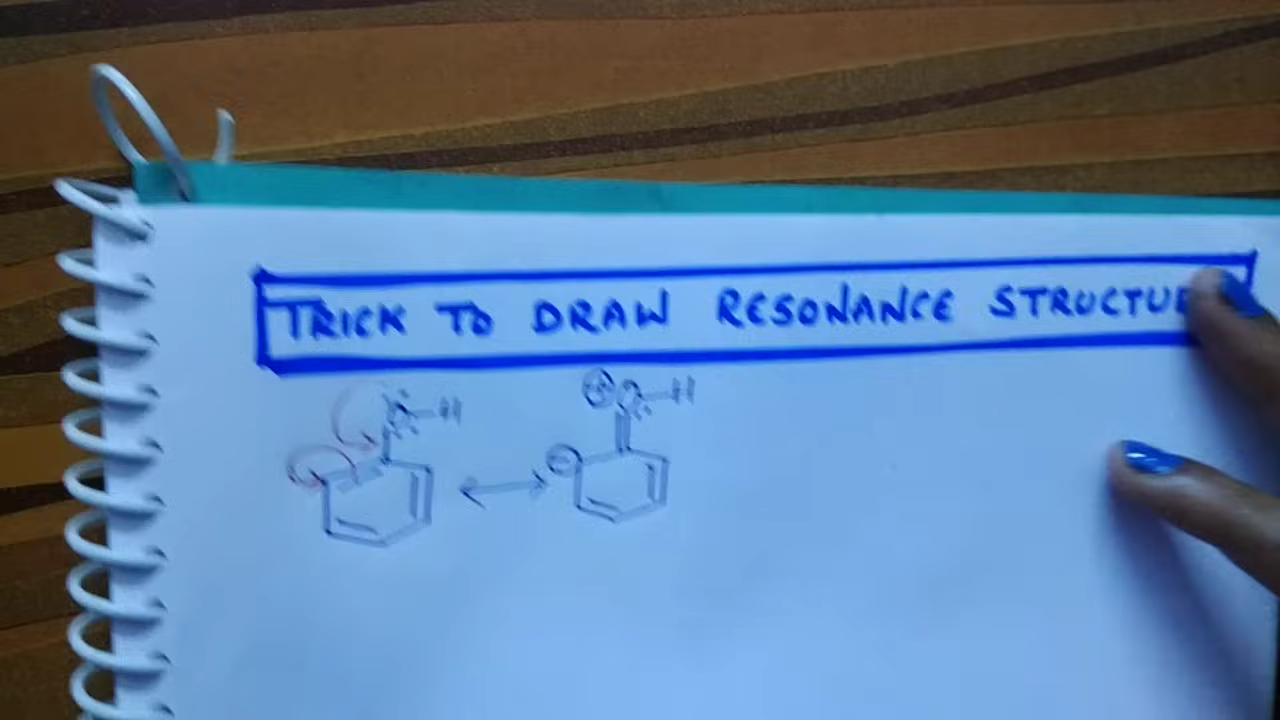 TRICK TO DRAW RESONANCE STRUCTU
O-H
⊕ O-H
⊖